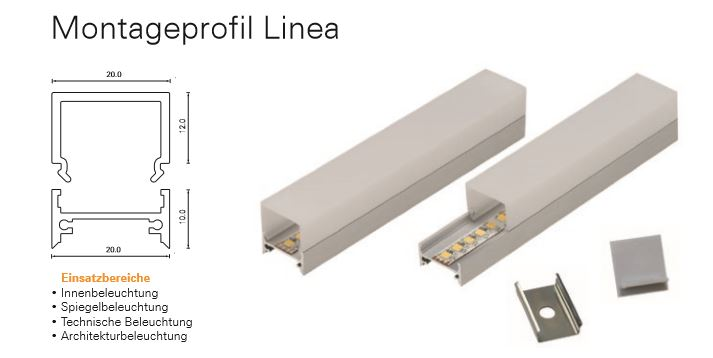 Montageprofil Linea
20.0
12.0
10.0
20.0
Einsatzbereiche
• Innenbeleuchtung
• Spiegelbeleuchtung
• Technische Beleuchtung
• Architekturbeleuchtung